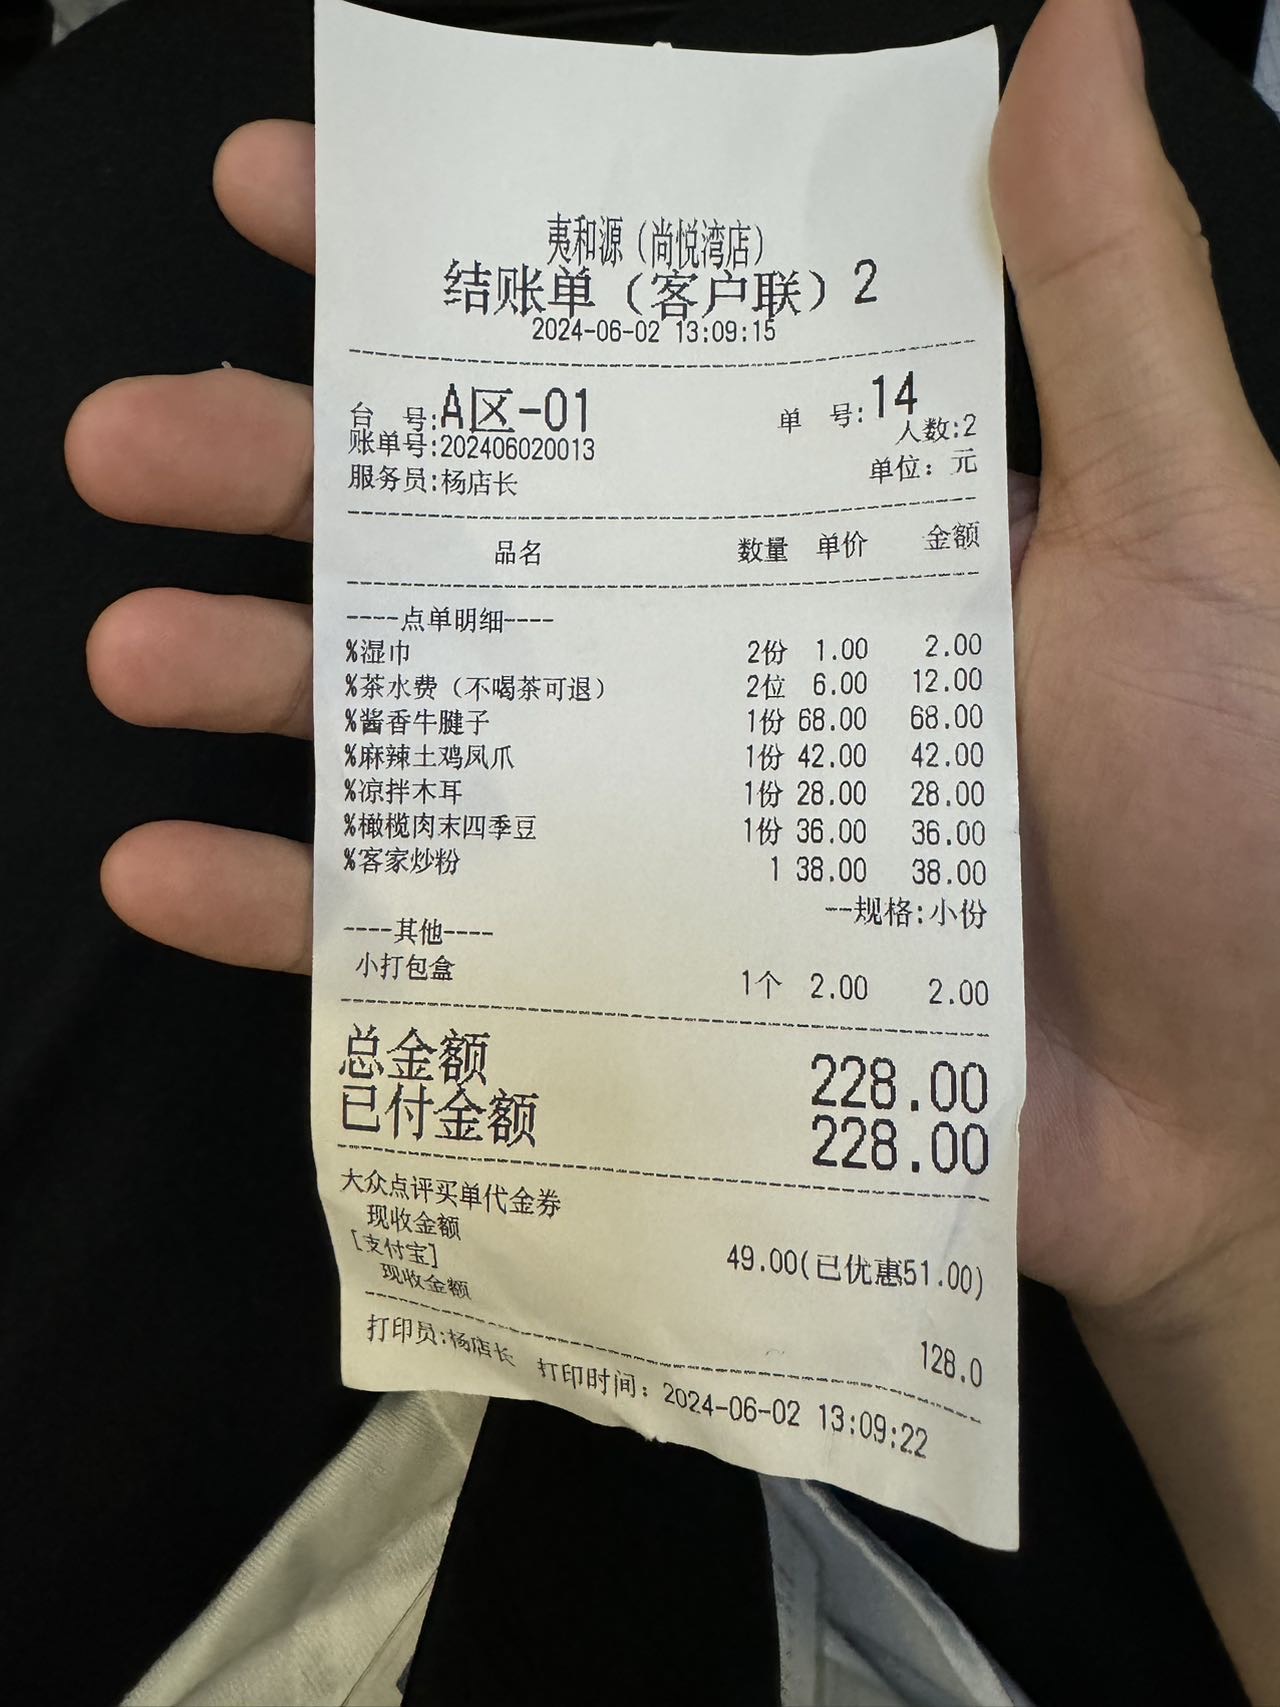 夷和源（尚悦湾店）
结账单（客户联）2
2024-06-02 13:09:15
台 号:A区-01 单 号:14
账单号:202406020013 人数:2
服务员:杨店长 单位: 元
品名 数量 单价 金额
----点单明细----
%湿巾 2份 1.00 2.00
%茶水费（不喝茶可退） 2位 6.00 12.00
%酱香牛腱子 1份 68.00 68.00
%麻辣土鸡凤爪 1份 42.00 42.00
%凉拌木耳 1份 28.00 28.00
%橄榄肉末四季豆 1份 36.00 36.00
%客家炒粉 1 38.00 38.00
--规格:小份
----其他----
小打包盒 1个 2.00 2.00
总金额 228.00
已付金额 228.00
大众点评买单代金券
现收金额 49.00(已优惠51.00)
[支付宝]
现收金额 128.0
打印员:杨店长 打印时间: 2024-06-02 13:09:22